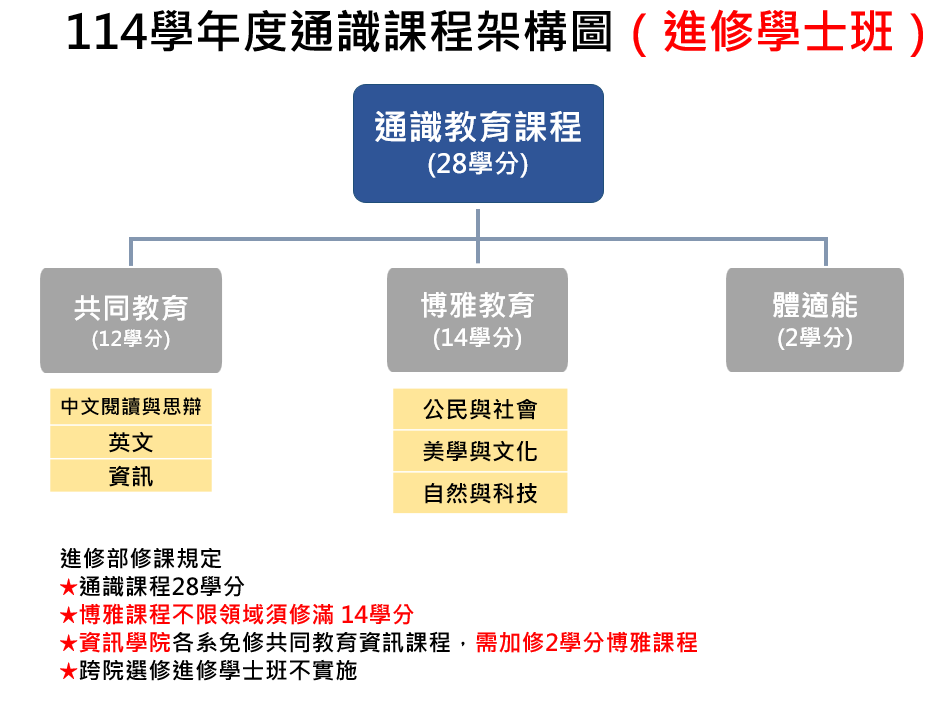 114學年度通識課程架構圖（進修學士班）
通識教育課程
(28學分)
共同教育
(12學分)
博雅教育
(14學分)
體適能
(2學分)
中文閱讀與思辯
英文
資訊
公民與社會
美學與文化
自然與科技
進修部修課規定
★通識課程28學分
★博雅課程不限領域須修滿 14學分
★資訊學院各系免修共同教育資訊課程，需加修2學分博雅課程
★跨院選修進修學士班不實施